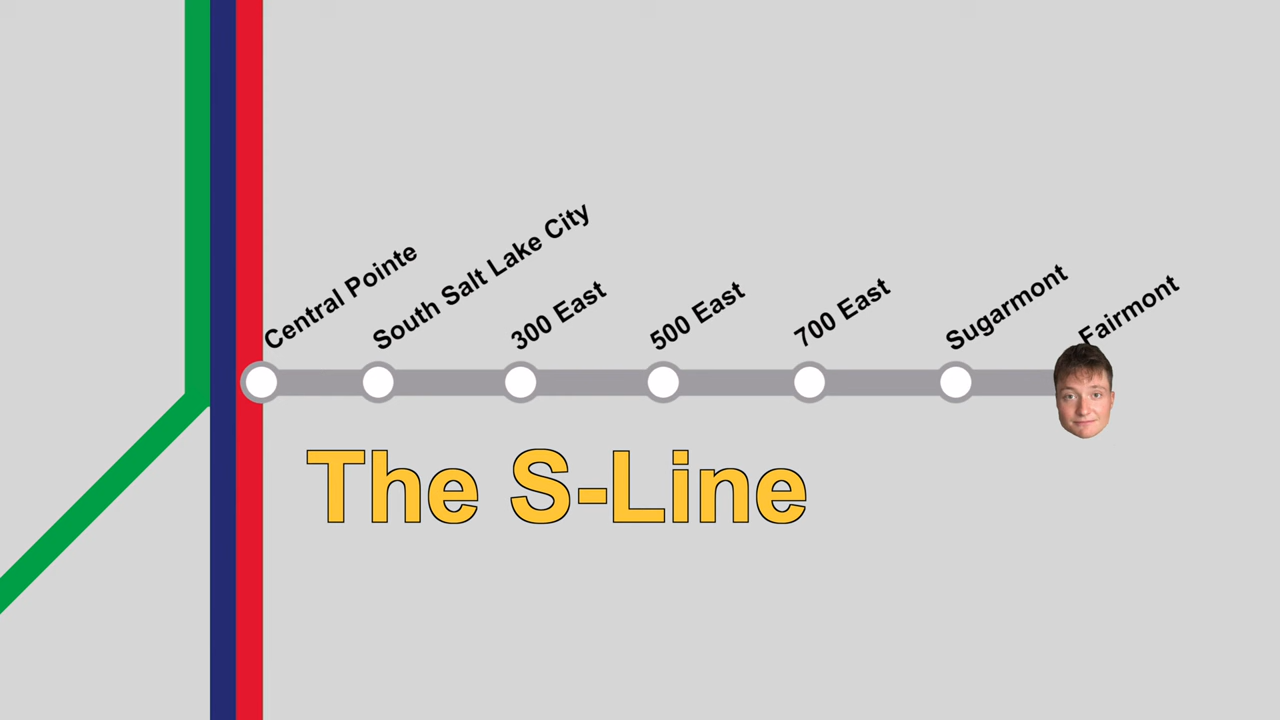 Central Pointe
South Salt Lake City
300 East
500 East
700 East
Sugarmont
Fairmont
The S-Line